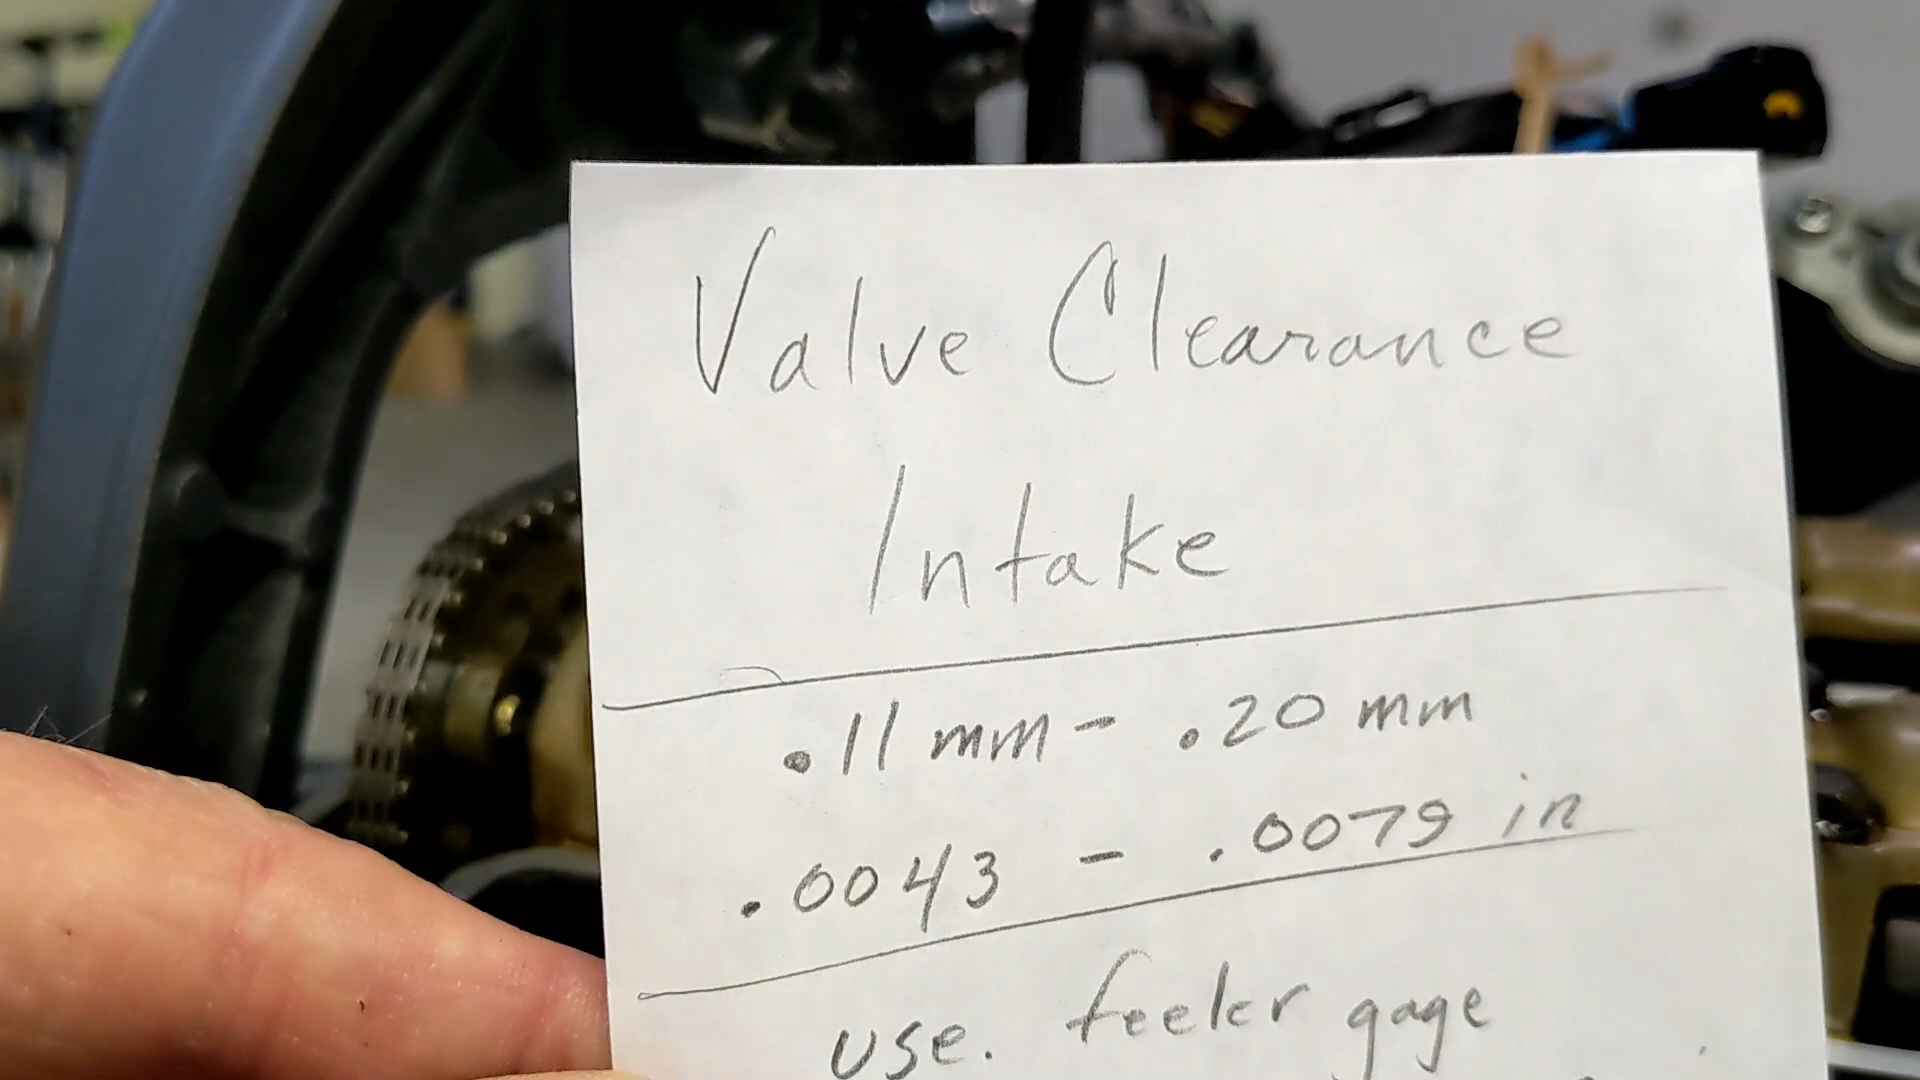 Valve Clearance
Intake
.11 mm - .20 mm
.0043 - .0079 in
use. feeler gage